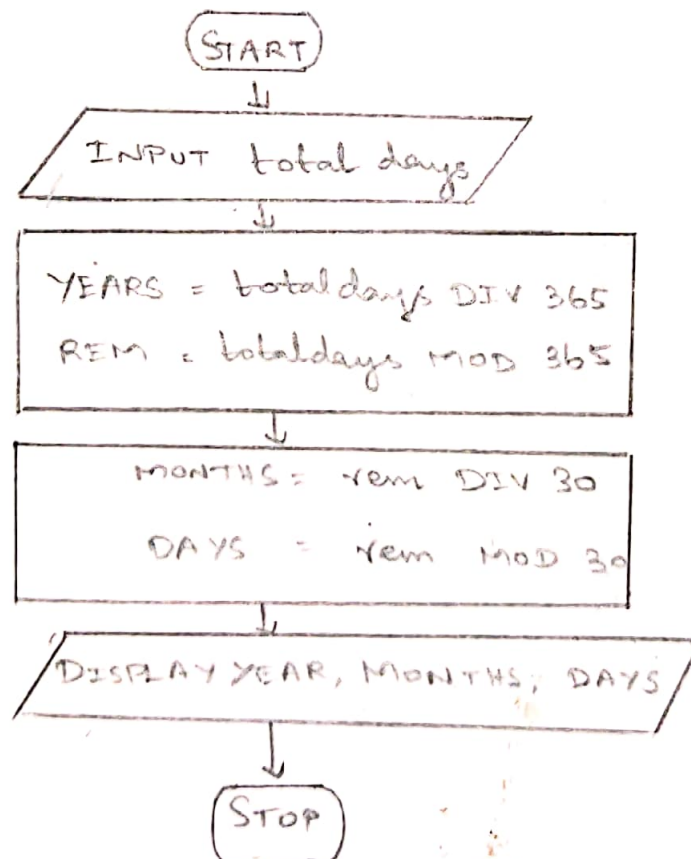 START
INPUT total days
YEARS = totaldays DIV 365
REM = totaldays MOD 365
MONTHS = rem DIV 30
DAYS = rem MOD 30
DISPLAY YEAR, MONTHS, DAYS
STOP